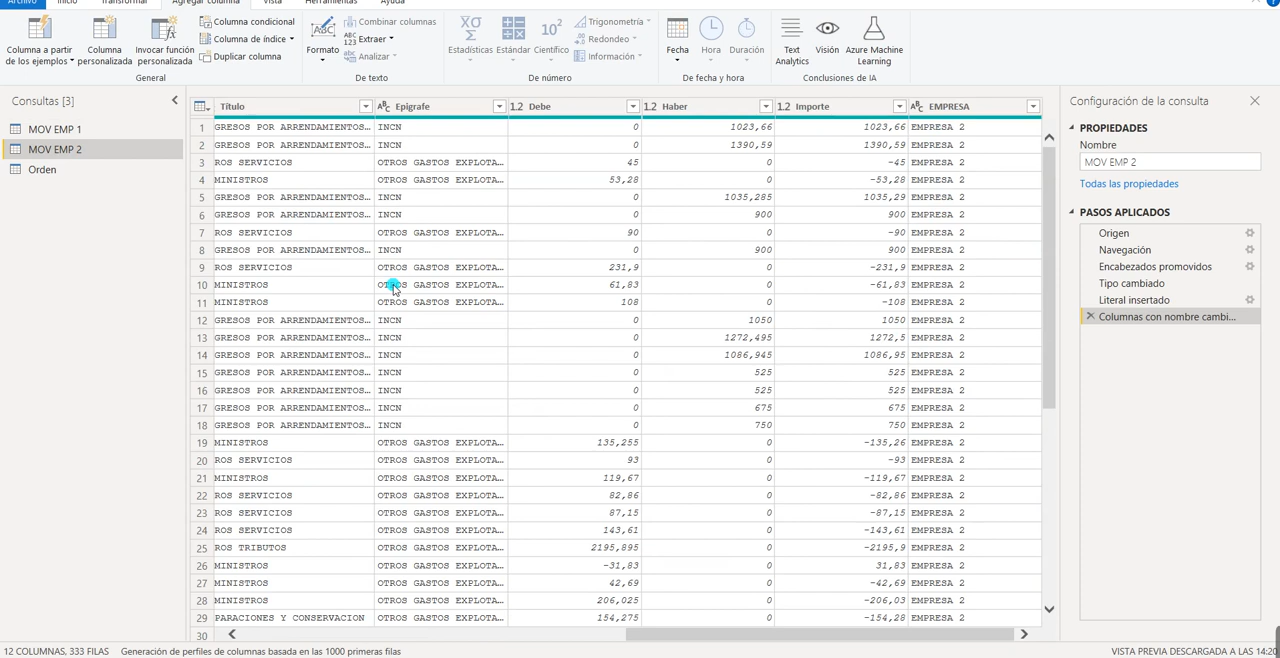 Archivo Inicio Transformar Agregar columna Vista Herramientas Ayuda
Columna a partir de los ejemplos
Columna personalizada
Invocar función personalizada
Columna condicional
Columna de índice
Duplicar columna
General
Formato
Combinar columnas
ABC 123 Extraer
Analizar
De texto
Estadísticas
Estándar
10² Científico
Trigonometría
Redondeo
Información
De número
Fecha
Hora
Duración
De fecha y hora
Text Analytics
Visión
Azure Machine Learning
Conclusiones de IA
Consultas [3]
MOV EMP 1
MOV EMP 2
Orden
Título ABC Epigrafe 1.2 Debe 1.2 Haber 1.2 Importe ABC EMPRESA
1 GRESOS POR ARRENDAMIENTOS... INCN 0 1023,66 1023,66 EMPRESA 2
2 GRESOS POR ARRENDAMIENTOS... INCN 0 1390,59 1390,59 EMPRESA 2
3 ROS SERVICIOS OTROS GASTOS EXPLOTA... 45 0 -45 EMPRESA 2
4 MINISTROS OTROS GASTOS EXPLOTA... 53,28 0 -53,28 EMPRESA 2
5 GRESOS POR ARRENDAMIENTOS... INCN 0 1035,285 1035,29 EMPRESA 2
6 GRESOS POR ARRENDAMIENTOS... INCN 0 900 900 EMPRESA 2
7 ROS SERVICIOS OTROS GASTOS EXPLOTA... 90 0 -90 EMPRESA 2
8 GRESOS POR ARRENDAMIENTOS... INCN 0 900 900 EMPRESA 2
9 ROS SERVICIOS OTROS GASTOS EXPLOTA... 231,9 0 -231,9 EMPRESA 2
10 MINISTROS OTROS GASTOS EXPLOTA... 61,83 0 -61,83 EMPRESA 2
11 MINISTROS OTROS GASTOS EXPLOTA... 108 0 -108 EMPRESA 2
12 GRESOS POR ARRENDAMIENTOS... INCN 0 1050 1050 EMPRESA 2
13 GRESOS POR ARRENDAMIENTOS... INCN 0 1272,495 1272,5 EMPRESA 2
14 GRESOS POR ARRENDAMIENTOS... INCN 0 1086,945 1086,95 EMPRESA 2
15 GRESOS POR ARRENDAMIENTOS... INCN 0 525 525 EMPRESA 2
16 GRESOS POR ARRENDAMIENTOS... INCN 0 525 525 EMPRESA 2
17 GRESOS POR ARRENDAMIENTOS... INCN 0 675 675 EMPRESA 2
18 GRESOS POR ARRENDAMIENTOS... INCN 0 750 750 EMPRESA 2
19 MINISTROS OTROS GASTOS EXPLOTA... 135,255 0 -135,26 EMPRESA 2
20 ROS SERVICIOS OTROS GASTOS EXPLOTA... 93 0 -93 EMPRESA 2
21 MINISTROS OTROS GASTOS EXPLOTA... 119,67 0 -119,67 EMPRESA 2
22 ROS SERVICIOS OTROS GASTOS EXPLOTA... 82,86 0 -82,86 EMPRESA 2
23 ROS SERVICIOS OTROS GASTOS EXPLOTA... 87,15 0 -87,15 EMPRESA 2
24 ROS SERVICIOS OTROS GASTOS EXPLOTA... 143,61 0 -143,61 EMPRESA 2
25 ROS TRIBUTOS OTROS GASTOS EXPLOTA... 2195,895 0 -2195,9 EMPRESA 2
26 MINISTROS OTROS GASTOS EXPLOTA... -31,83 0 31,83 EMPRESA 2
27 MINISTROS OTROS GASTOS EXPLOTA... 42,69 0 -42,69 EMPRESA 2
28 MINISTROS OTROS GASTOS EXPLOTA... 206,025 0 -206,03 EMPRESA 2
29 PARACIONES Y CONSERVACION OTROS GASTOS EXPLOTA... 154,275 0 -154,28 EMPRESA 2
30
Configuración de la consulta
PROPIEDADES
Nombre
MOV EMP 2
Todas las propiedades
PASOS APLICADOS
Origen
Navegación
Encabezados promovidos
Tipo cambiado
Literal insertado
Columnas con nombre cambi...
12 COLUMNAS, 333 FILAS Generación de perfiles de columnas basada en las 1000 primeras filas VISTA PREVIA DESCARGADA A LAS 14:20